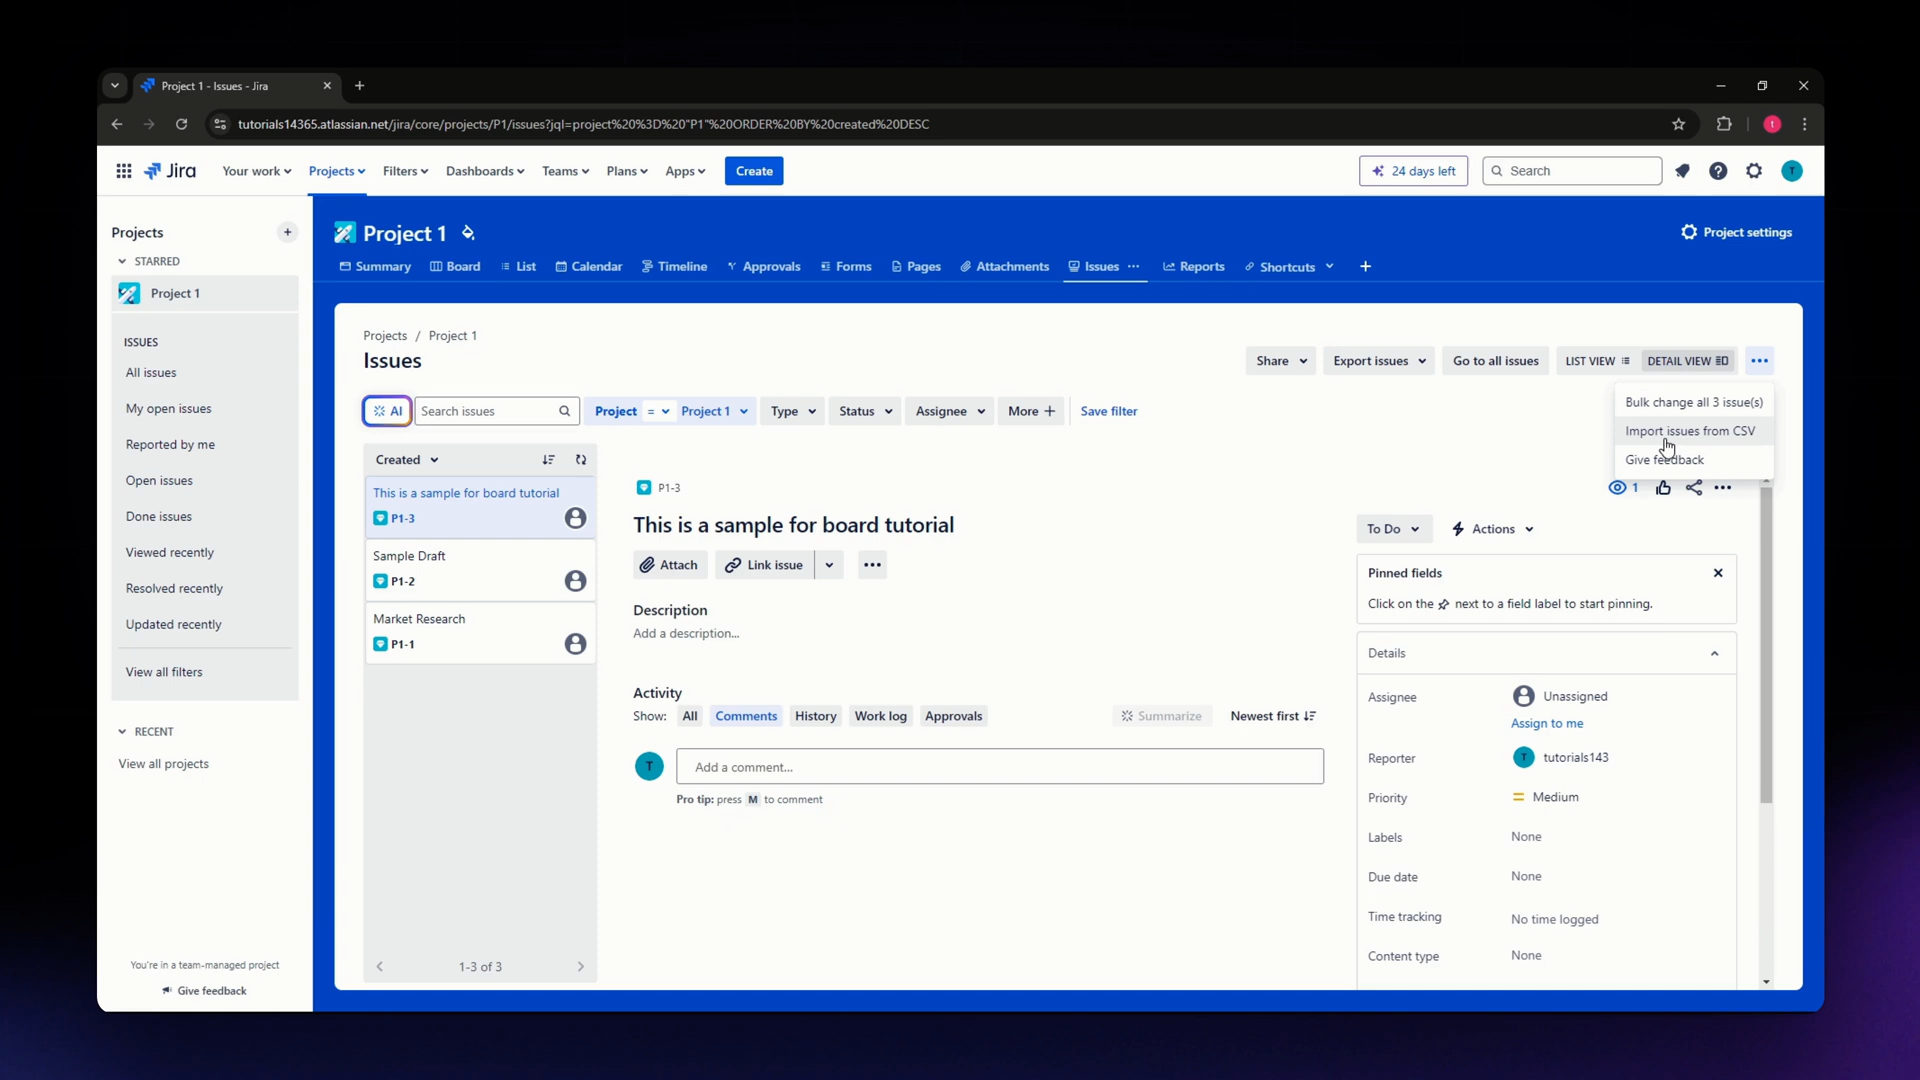 Project 1 - Issues - Jira
tutorials14365.atlassian.net/jira/core/projects/P1/issues?jql=project%20%3D%20"P1"%20ORDER%20BY%20created%20DESC
t
Jira
Your work
Projects
Filters
Dashboards
Teams
Plans
Apps
Create
24 days left
Search
T
Projects
STARRED
Project 1
ISSUES
All issues
My open issues
Reported by me
Open issues
Done issues
Viewed recently
Resolved recently
Updated recently
View all filters
RECENT
View all projects
You're in a team-managed project
Give feedback
Project 1
Project settings
Summary
Board
List
Calendar
Timeline
Approvals
Forms
Pages
Attachments
Issues
Reports
Shortcuts
Projects / Project 1
Issues
Share
Export issues
Go to all issues
LIST VIEW
DETAIL VIEW
Bulk change all 3 issue(s)
Import issues from CSV
Give feedback
AI
Search issues
Project = Project 1
Type
Status
Assignee
More
Save filter
Created
This is a sample for board tutorial
P1-3
Sample Draft
P1-2
Market Research
P1-1
1-3 of 3
P1-3
1
This is a sample for board tutorial
Attach
Link issue
Description
Add a description...
Activity
Show: All Comments History Work log Approvals
Summarize
Newest first
T
Add a comment...
Pro tip: press M to comment
To Do
Actions
Pinned fields
Click on the next to a field label to start pinning.
Details
Assignee
Unassigned
Assign to me
Reporter
T
tutorials143
Priority
Medium
Labels
None
Due date
None
Time tracking
No time logged
Content type
None